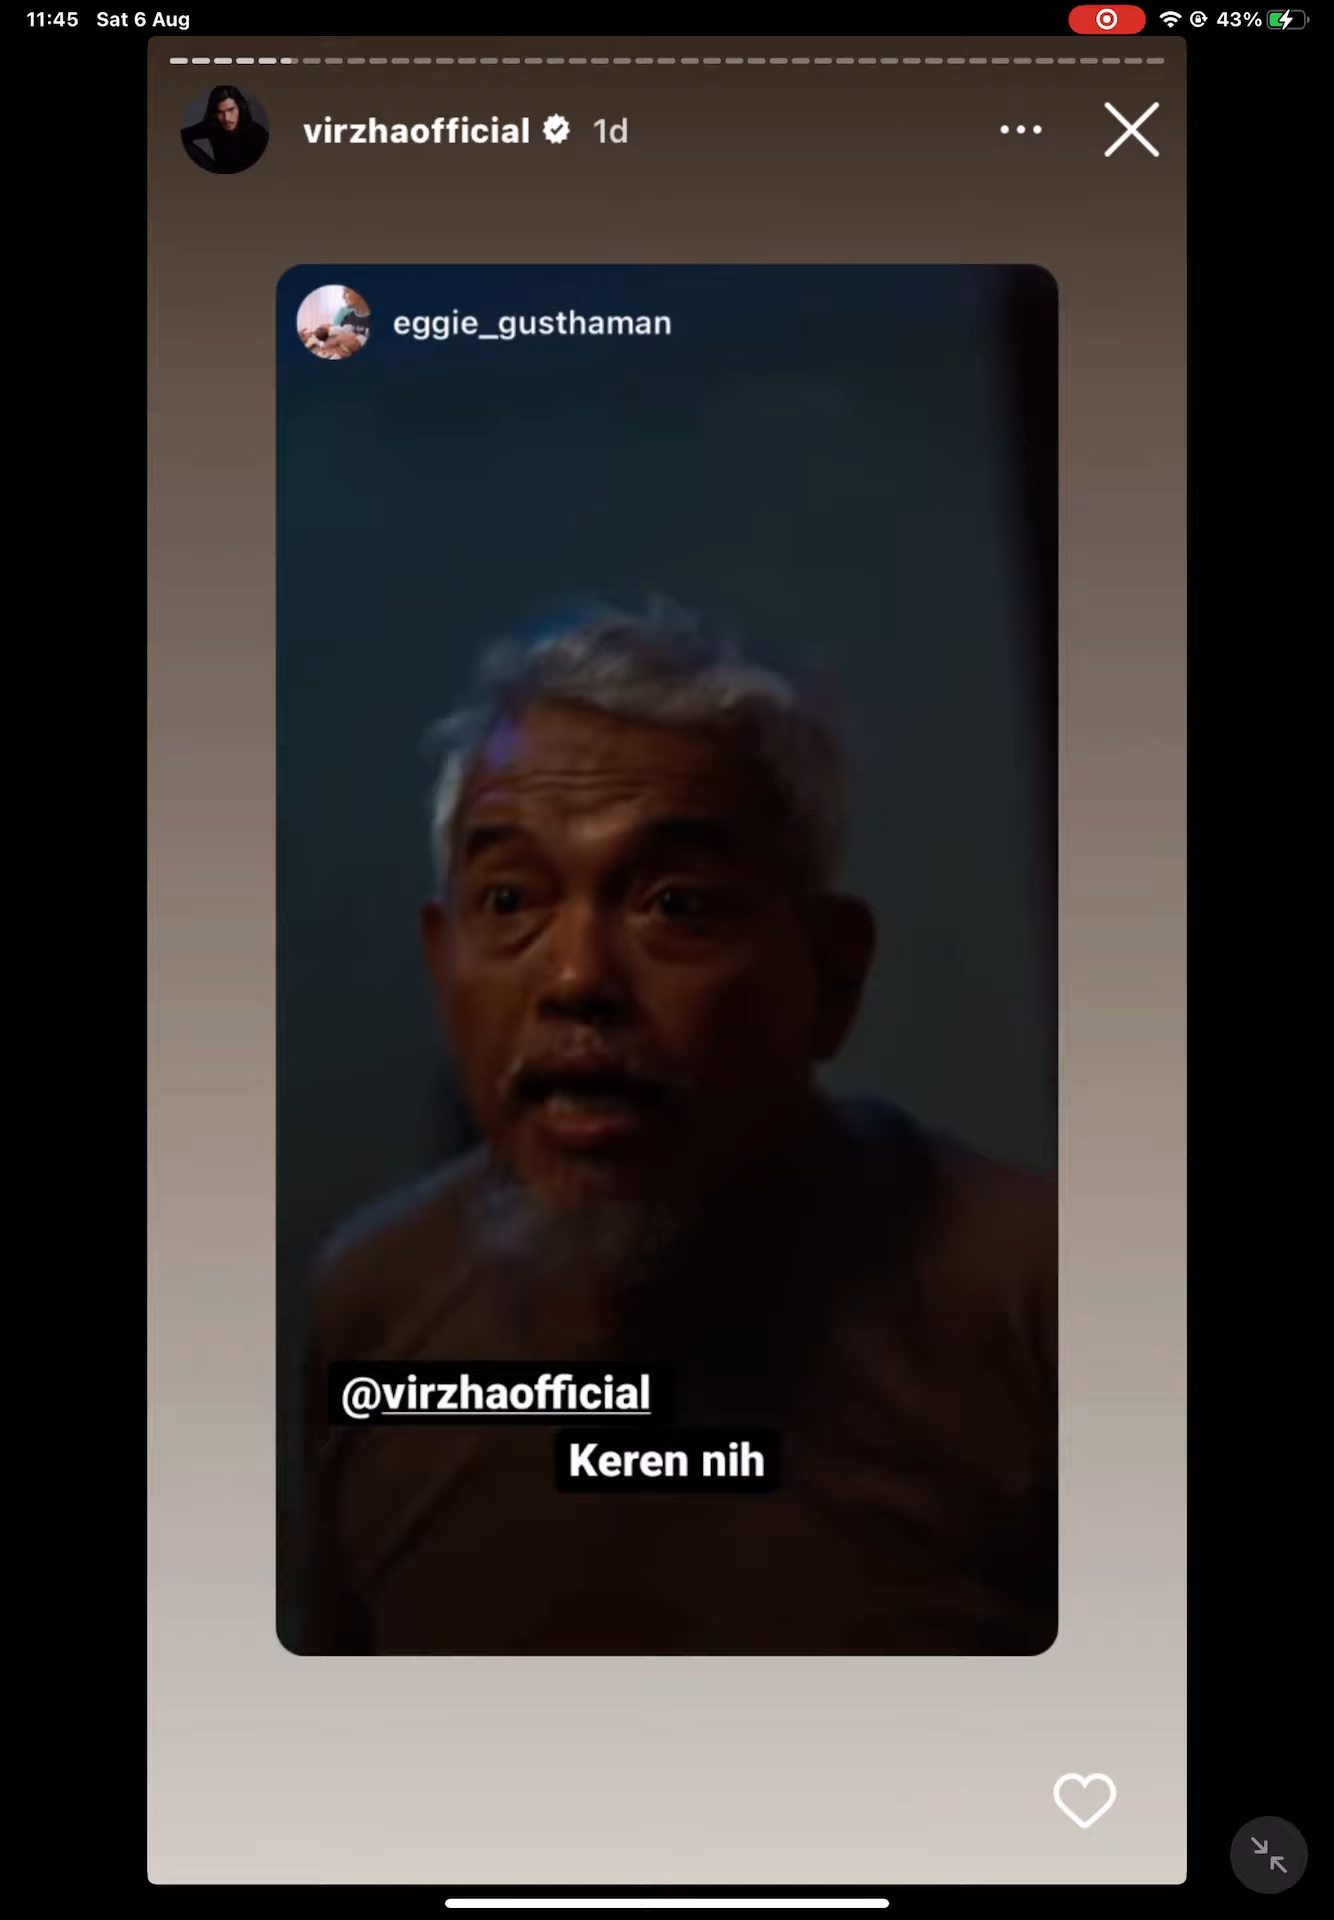 11:45 Sat 6 Aug 43%
virzhaofficial 1d
eggie_gusthaman
@virzhaofficial
Keren nih